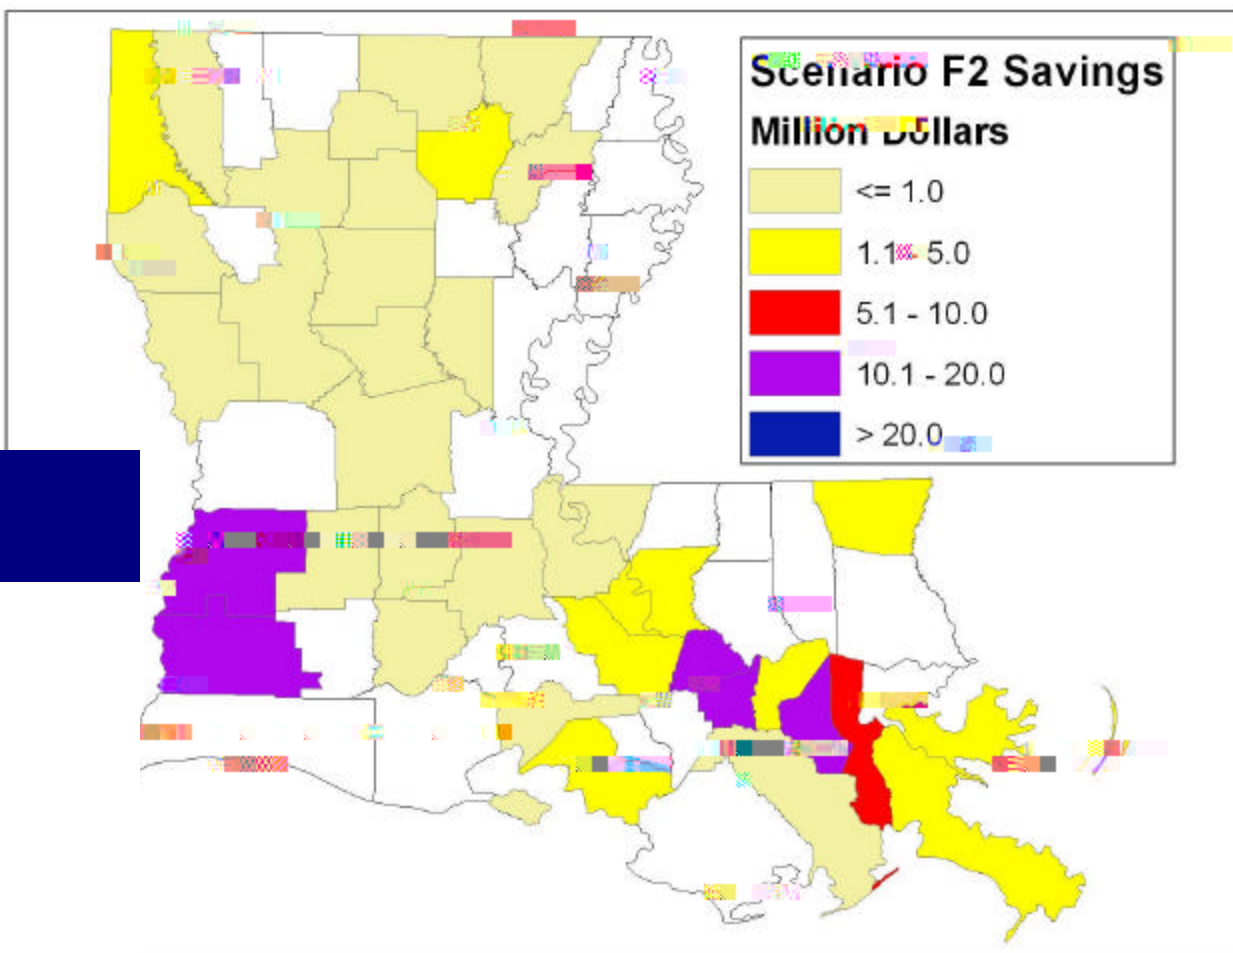 Scenario F2 Savings
Million Dollars
<= 1.0
1.1 - 5.0
5.1 - 10.0
10.1 - 20.0
> 20.0